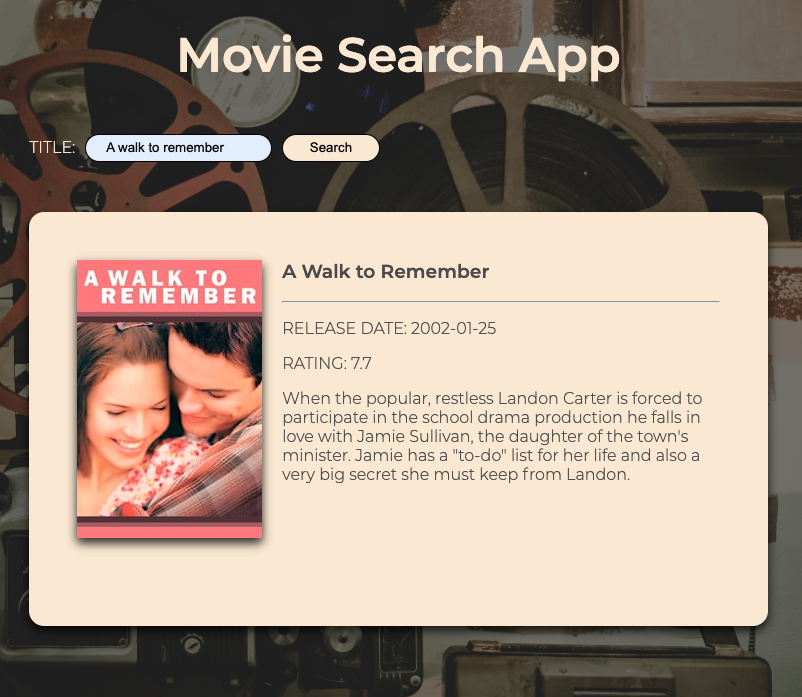 Movie Search App
TITLE: A walk to remember Search
A WALK TO
REMEMBER
A Walk to Remember
RELEASE DATE: 2002-01-25
RATING: 7.7
When the popular, restless Landon Carter is forced to
participate in the school drama production he falls in
love with Jamie Sullivan, the daughter of the town's
minister. Jamie has a "to-do" list for her life and also a
very big secret she must keep from Landon.